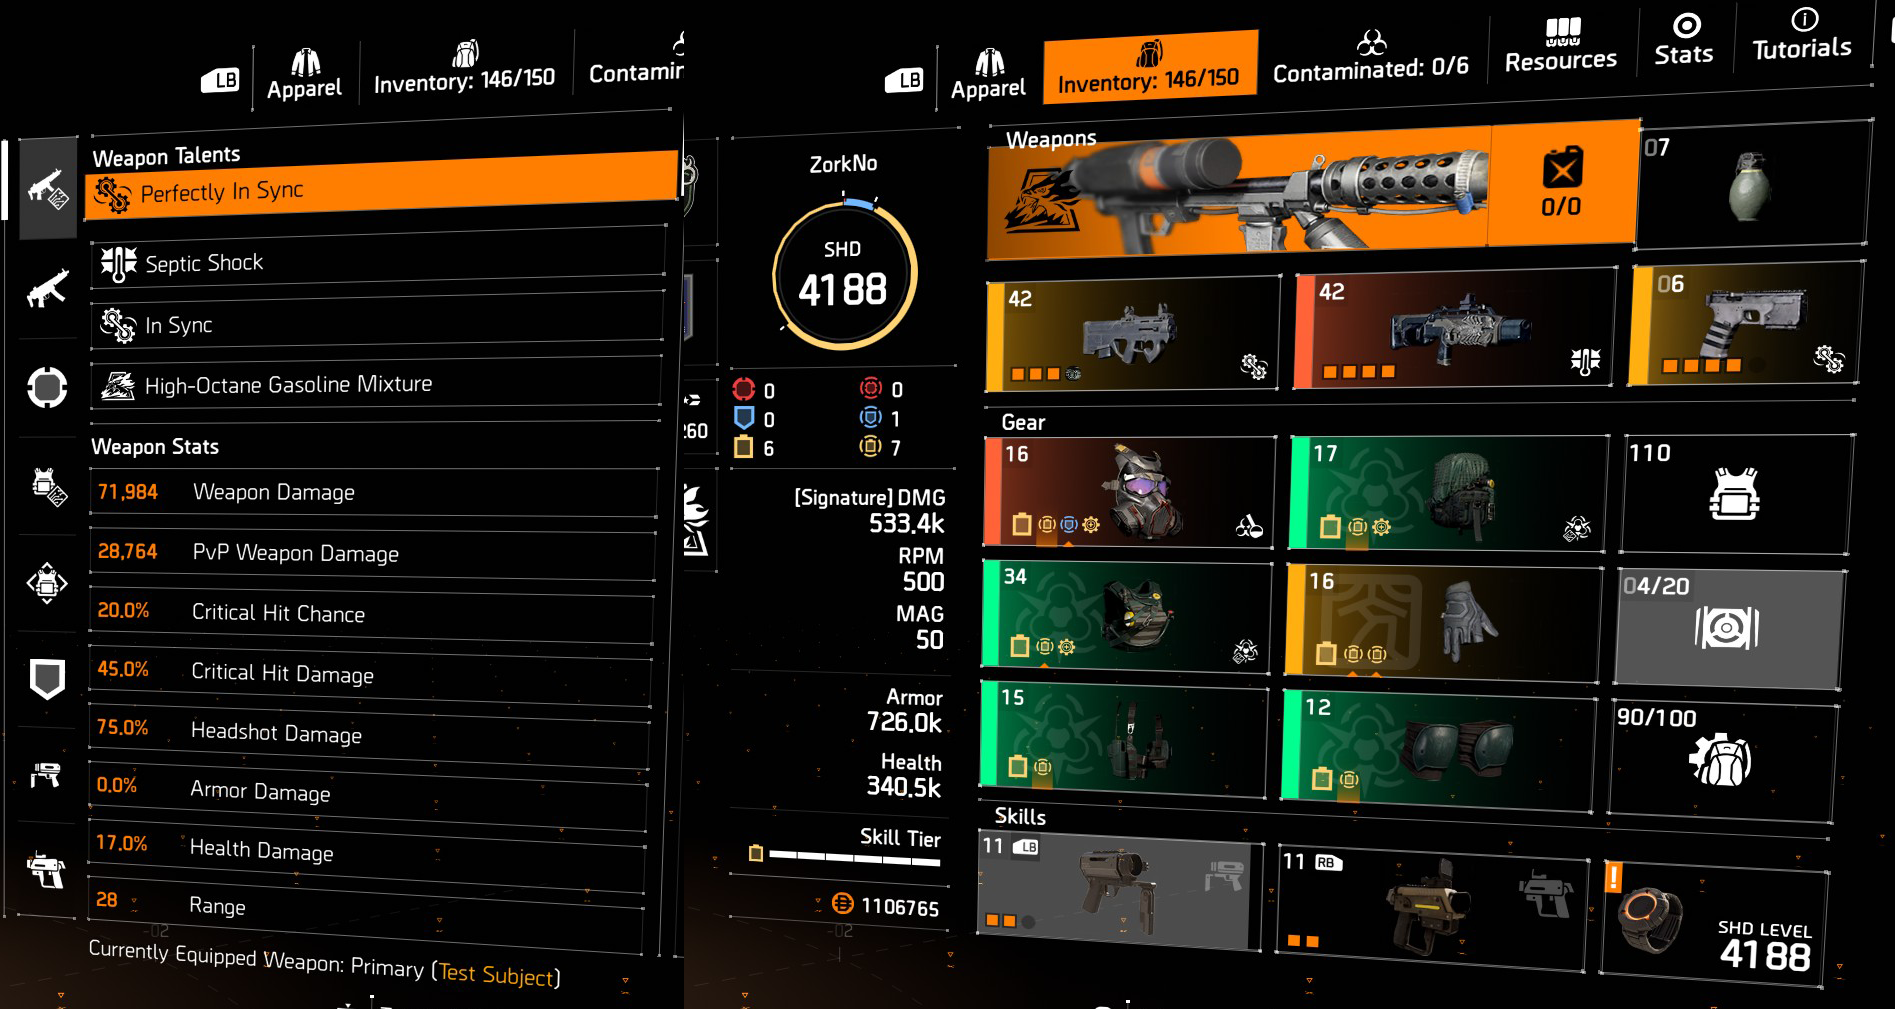 LB
Apparel
Inventory: 146/150
Contamin
Weapon Talents
Perfectly In Sync
Septic Shock
In Sync
High-Octane Gasoline Mixture
Weapon Stats
71,984 Weapon Damage
28,764 PvP Weapon Damage
20.0% Critical Hit Chance
45.0% Critical Hit Damage
75.0% Headshot Damage
0.0% Armor Damage
17.0% Health Damage
28 Range
-02
Currently Equipped Weapon: Primary (Test Subject)
LB
Apparel
Inventory: 146/150
Contaminated: 0/6
Resources
Stats
Tutorials
ZorkNo
SHD
4188
0 0
0 1
6 7
260
[Signature] DMG
533.4k
RPM
500
MAG
50
Armor
726.0k
Health
340.5k
Skill Tier
1106765
-02
Weapons
0/0
07
42
42
06
Gear
16
17
110
34
16
04/20
15
12
90/100
Skills
11 LB
11 RB
!
SHD LEVEL
4188